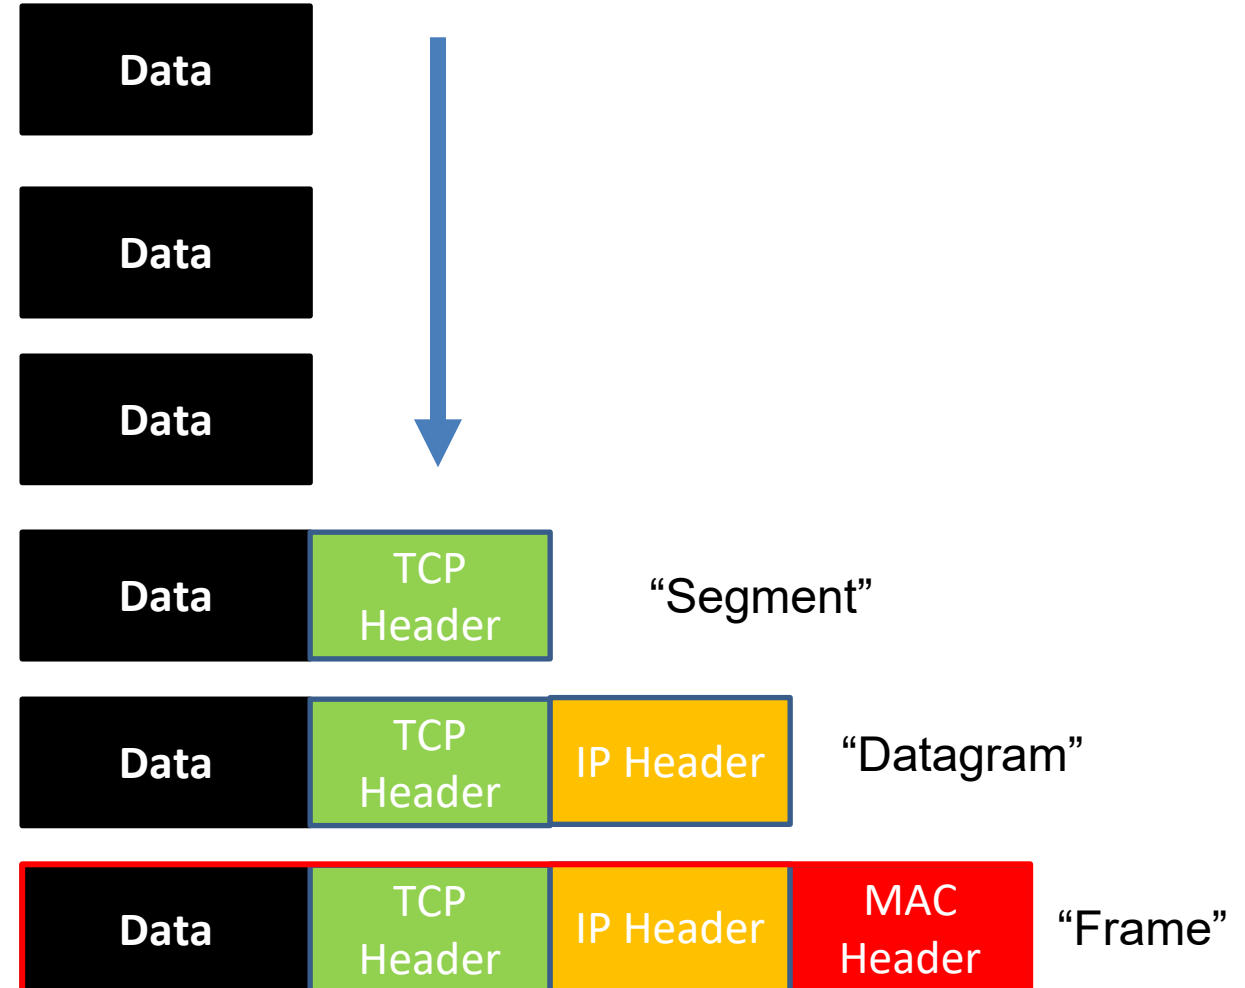 Data
Data
Data
Data
TCP
Header
“Segment”
Data
TCP
Header
IP Header
“Datagram”
Data
TCP
Header
IP Header
MAC
Header
“Frame”